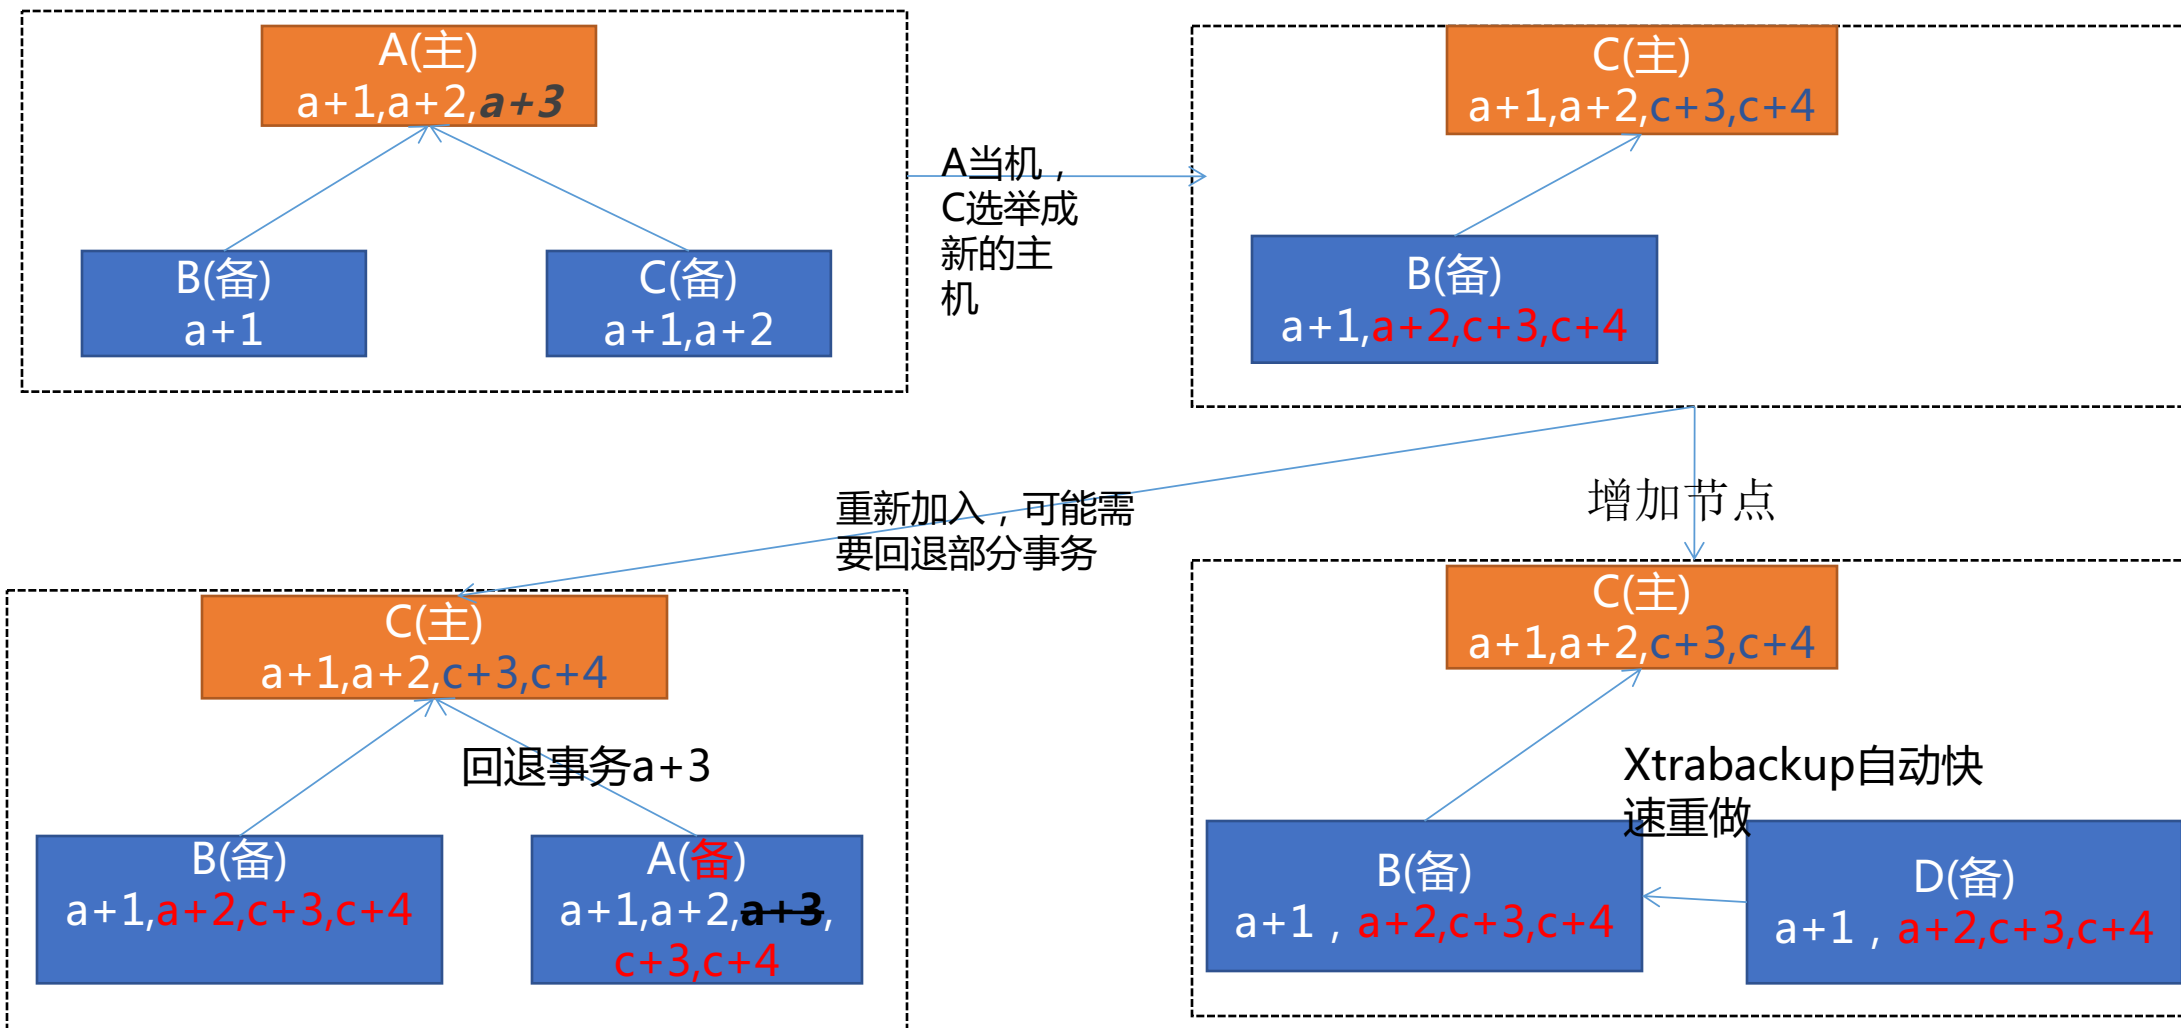 A(主)
a+1,a+2,a+3
B(备)
a+1
C(备)
a+1,a+2
A当机，
C选举成
新的主
机
C(主)
a+1,a+2,c+3,c+4
B(备)
a+1,a+2,c+3,c+4
重新加入，可能需
要回退部分事务
增加节点
C(主)
a+1,a+2,c+3,c+4
回退事务a+3
B(备)
a+1,a+2,c+3,c+4
A(备)
a+1,a+2,a+3,
c+3,c+4
C(主)
a+1,a+2,c+3,c+4
Xtrabackup自动快
速重做
B(备)
a+1，a+2,c+3,c+4
D(备)
a+1，a+2,c+3,c+4